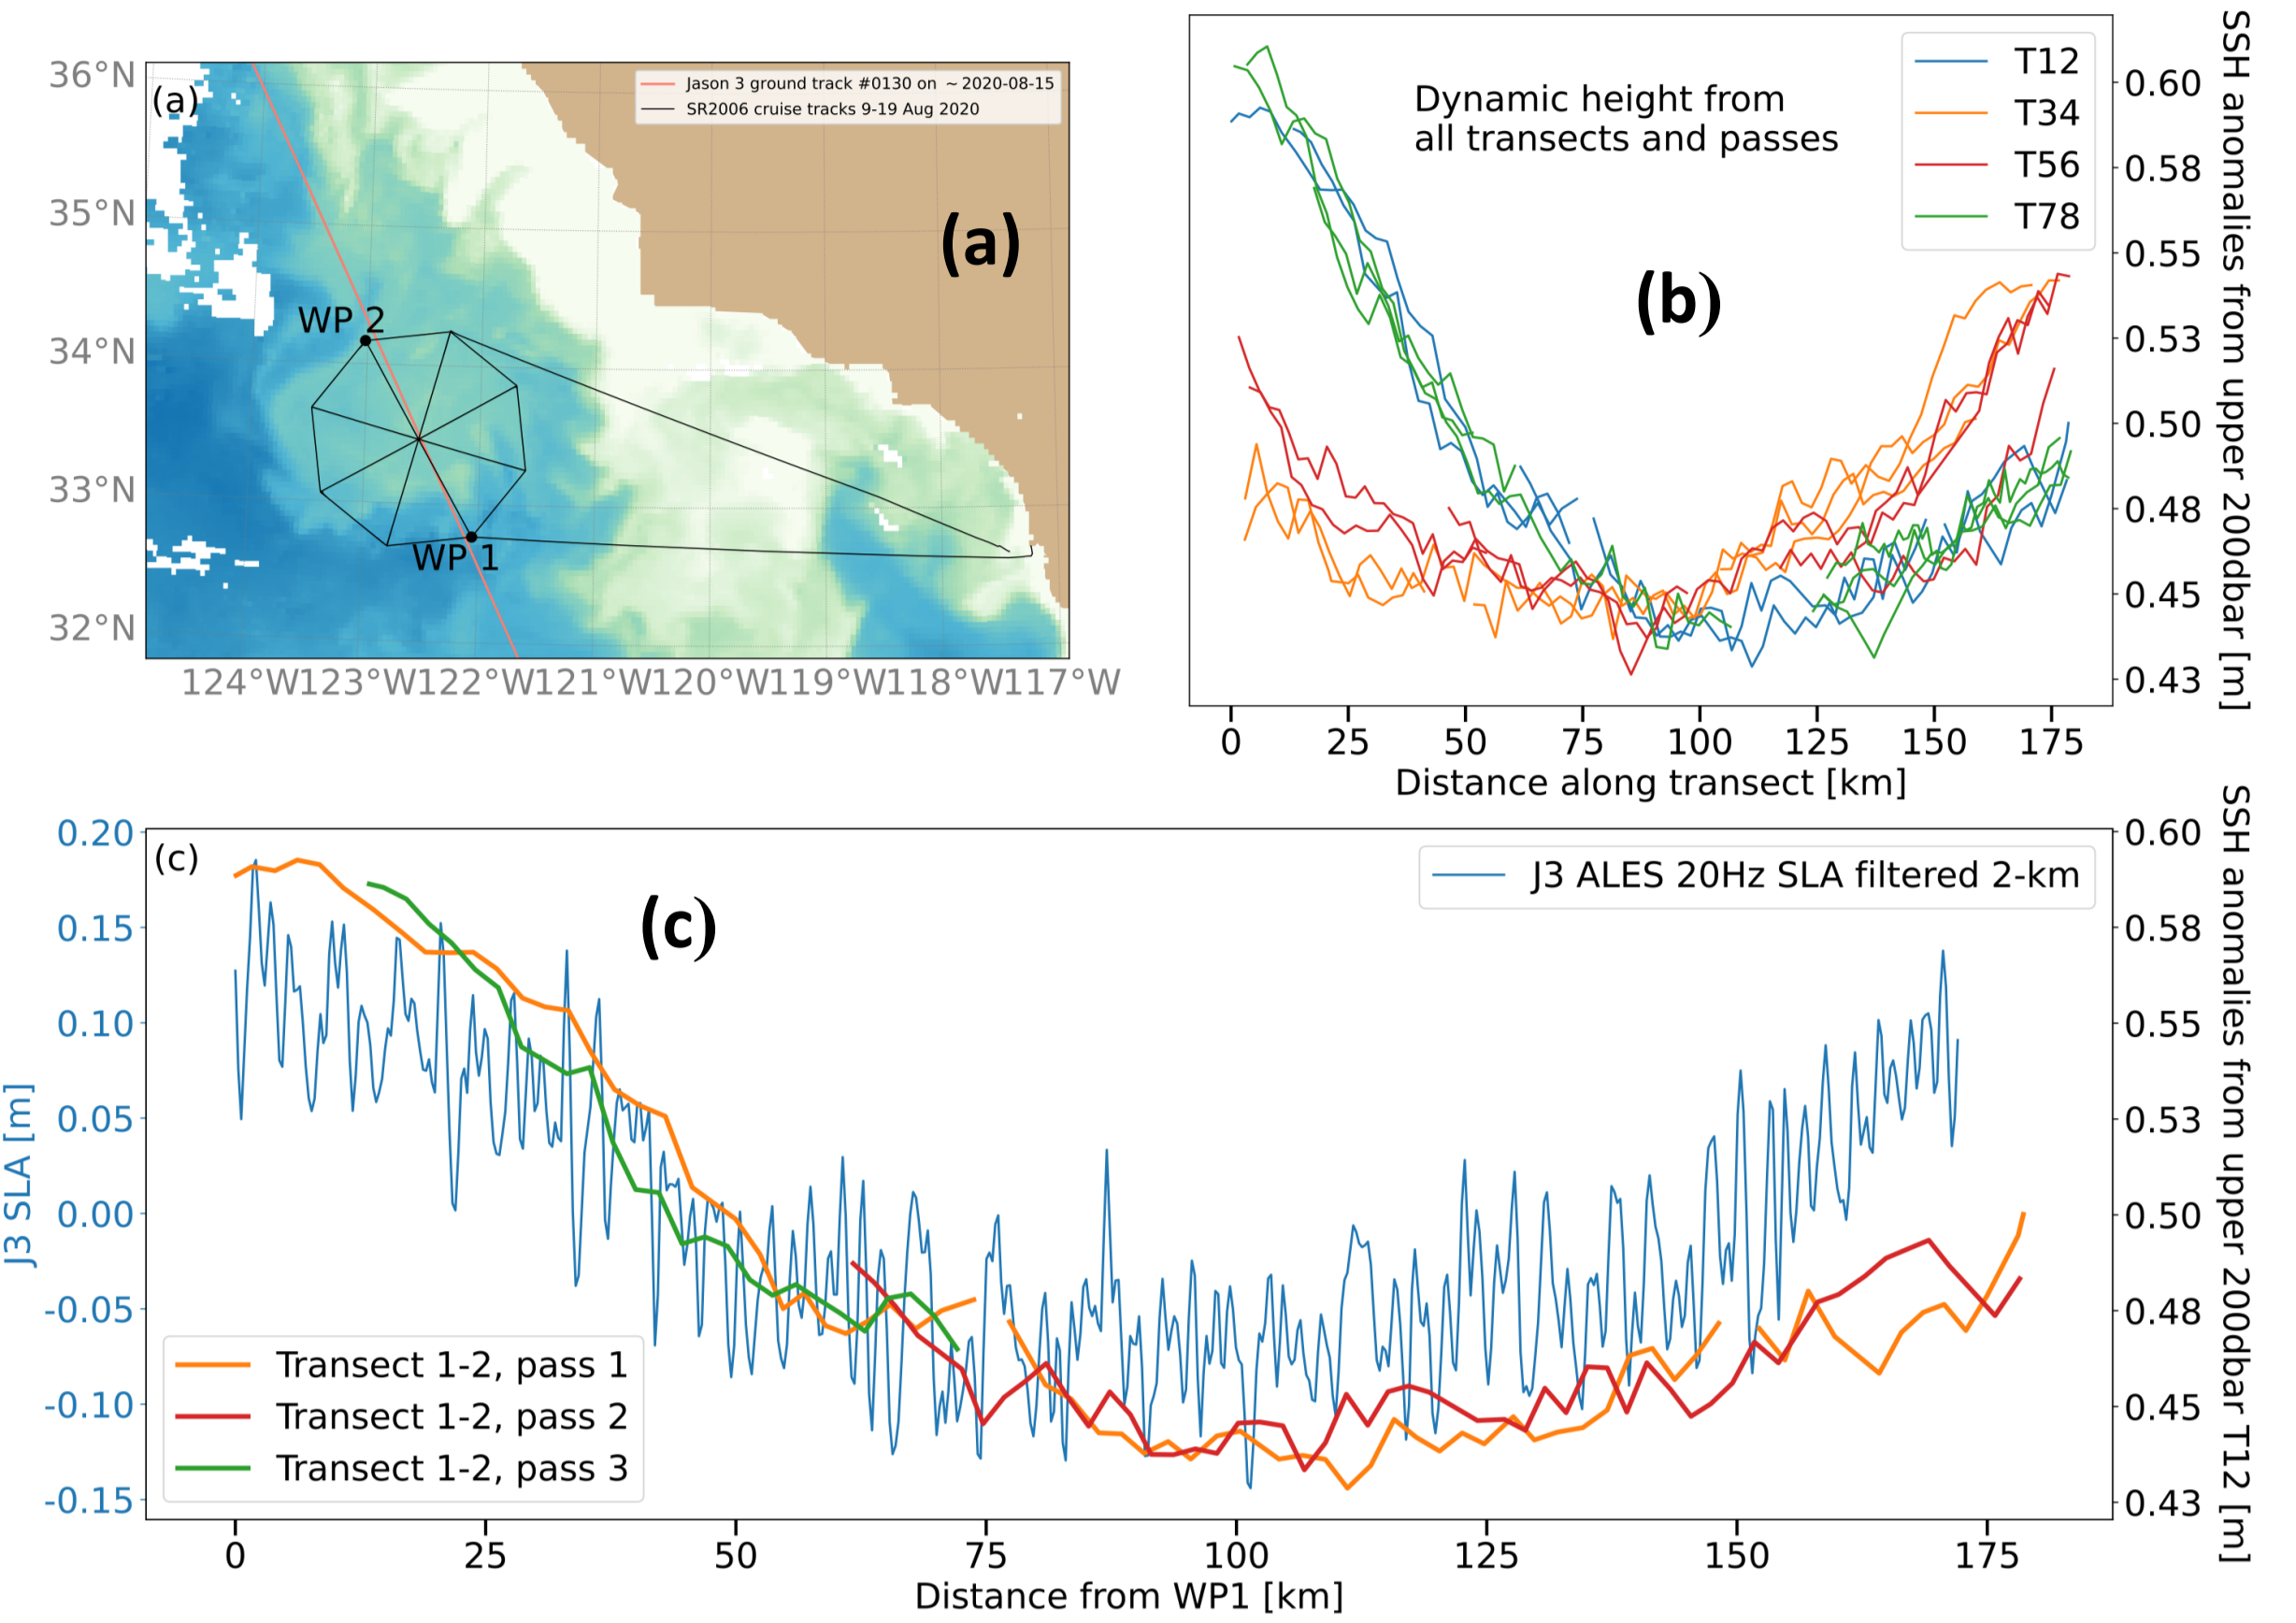 36°N
35°N
34°N
33°N
32°N
(a)
Jason 3 ground track #0130 on ~2020-08-15
SR2006 cruise tracks 9-19 Aug 2020
(a)
WP 2
WP 1
124°W 123°W 122°W 121°W 120°W 119°W 118°W 117°W
Dynamic height from
all transects and passes
T12
T34
T56
T78
(b)
0.60
0.58
0.55
0.53
0.50
0.48
0.45
0.43
SSH anomalies from upper 200dbar [m]
0 25 50 75 100 125 150 175
Distance along transect [km]
(c)
(c)
J3 ALES 20Hz SLA filtered 2-km
0.20
0.15
0.10
0.05
0.00
-0.05
-0.10
-0.15
J3 SLA [m]
Transect 1-2, pass 1
Transect 1-2, pass 2
Transect 1-2, pass 3
0.60
0.58
0.55
0.53
0.50
0.48
0.45
0.43
SSH anomalies from upper 200dbar T12 [m]
0 25 50 75 100 125 150 175
Distance from WP1 [km]